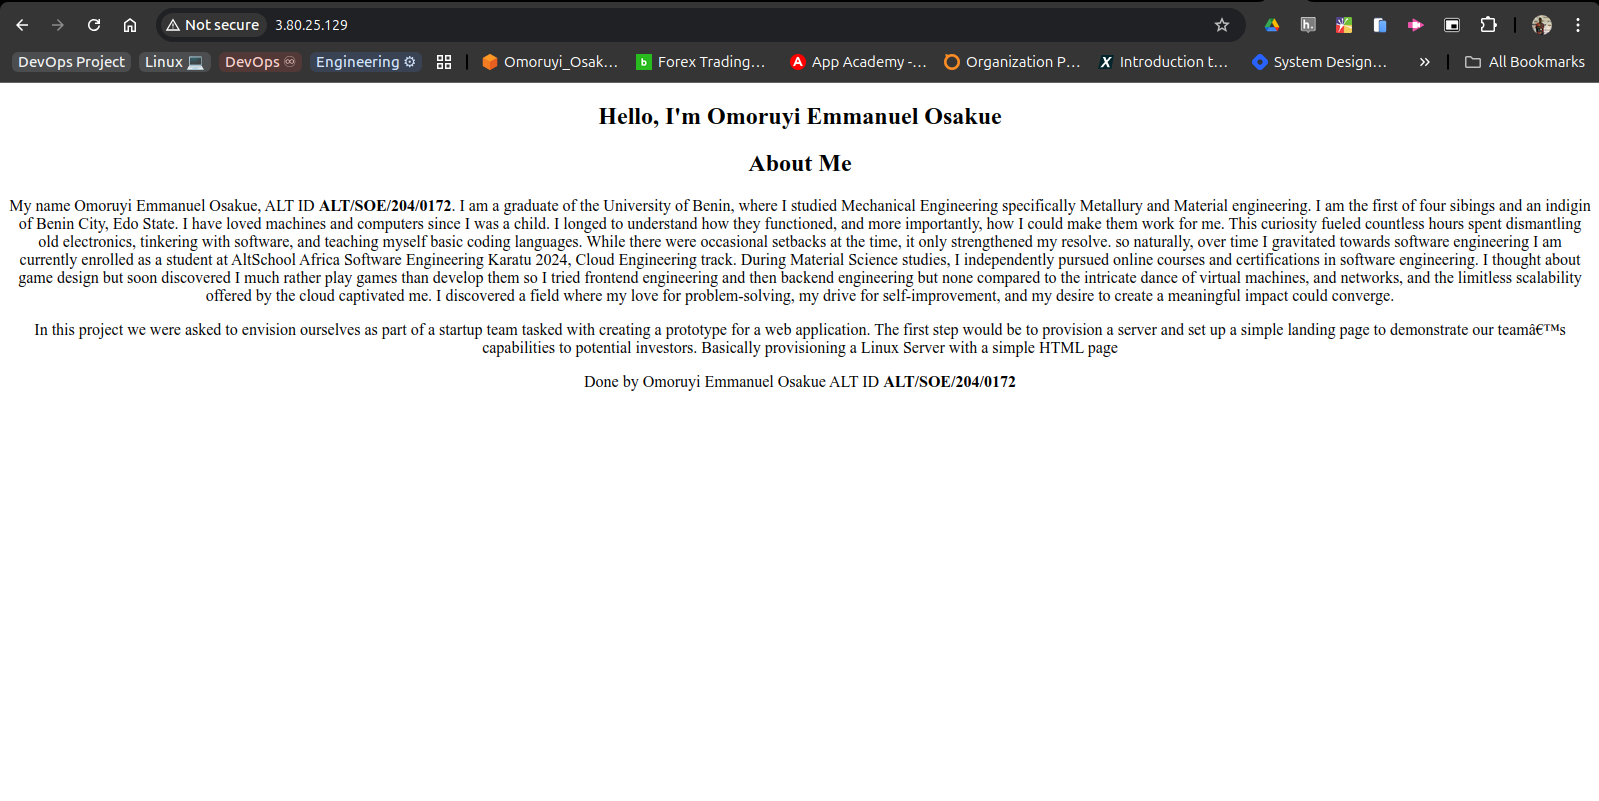 Not secure 3.80.25.129
DevOps Project Linux 💻 DevOps ♾ Engineering ⚙ Omoruyi_Osak... Forex Trading... App Academy -... Organization P... Introduction t... System Design... » All Bookmarks
Hello, I'm Omoruyi Emmanuel Osakue
About Me
My name Omoruyi Emmanuel Osakue, ALT ID ALT/SOE/204/0172. I am a graduate of the University of Benin, where I studied Mechanical Engineering specifically Metallury and Material engineering. I am the first of four sibings and an indigin
of Benin City, Edo State. I have loved machines and computers since I was a child. I longed to understand how they functioned, and more importantly, how I could make them work for me. This curiosity fueled countless hours spent dismantling
old electronics, tinkering with software, and teaching myself basic coding languages. While there were occasional setbacks at the time, it only strengthened my resolve. so naturally, over time I gravitated towards software engineering I am
currently enrolled as a student at AltSchool Africa Software Engineering Karatu 2024, Cloud Engineering track. During Material Science studies, I independently pursued online courses and certifications in software engineering. I thought about
game design but soon discovered I much rather play games than develop them so I tried frontend engineering and then backend engineering but none compared to the intricate dance of virtual machines, and networks, and the limitless scalability
offered by the cloud captivated me. I discovered a field where my love for problem-solving, my drive for self-improvement, and my desire to create a meaningful impact could converge.
In this project we were asked to envision ourselves as part of a startup team tasked with creating a prototype for a web application. The first step would be to provision a server and set up a simple landing page to demonstrate our teamâ€™s
capabilities to potential investors. Basically provisioning a Linux Server with a simple HTML page
Done by Omoruyi Emmanuel Osakue ALT ID ALT/SOE/204/0172